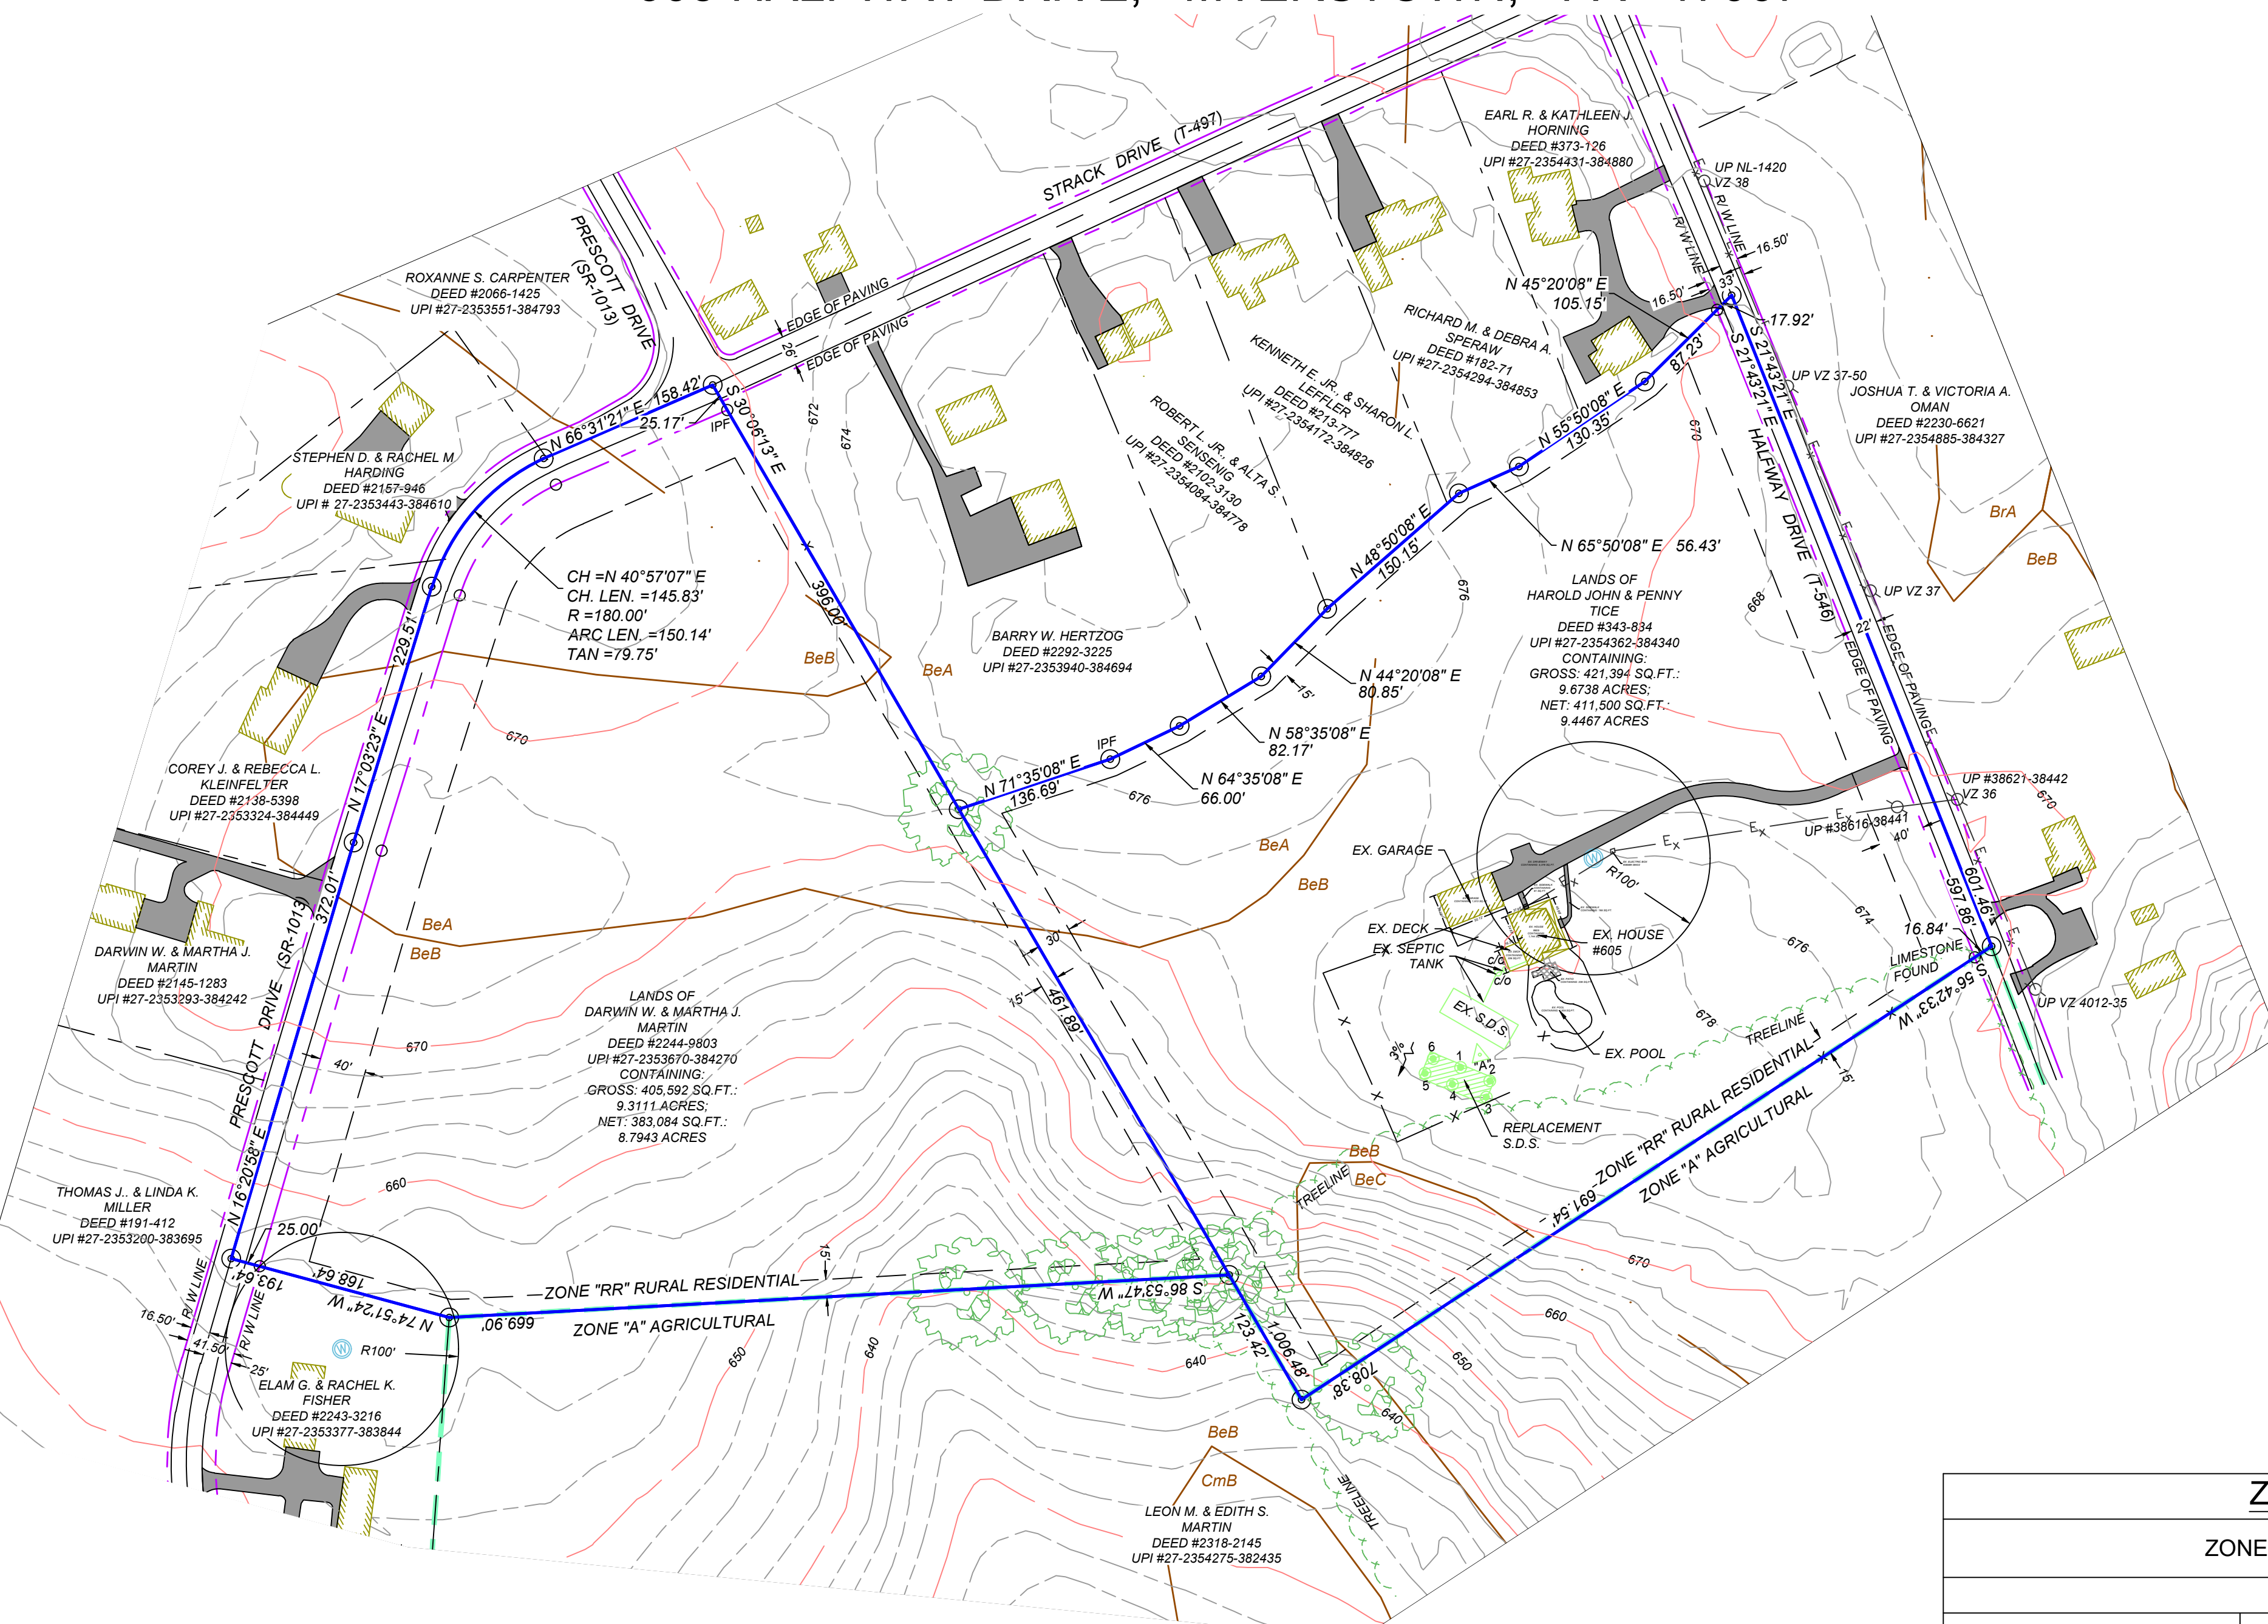 STRACK DRIVE (T-497)
EARL R. & KATHLEEN J.
HORNING
DEED #373-126
UPI #27-2354431-384880
UP NL-1420
VZ 38
R/W LINE
R/W LINE
16.50'
33'
16.50'
17.92'
N 45°20'08" E
105.15'
87.23'
PRESCOTT DRIVE
(SR-1013)
ROXANNE S. CARPENTER
DEED #2066-1425
UPI #27-2353551-384793
EDGE OF PAVING
EDGE OF PAVING
26'
672
674
N 66°31'21" E 158.42'
25.17'
IPF
S 30°06'13" E
396.00'
STEPHEN D. & RACHEL M
HARDING
DEED #2157-946
UPI # 27-2353443-384610
RICHARD M. & DEBRA A.
SPERAW
DEED #182-71
UPI #27-2354294-384853
KENNETH E. JR., & SHARON L.
LEFFLER
DEED #213-777
UPI #27-2354172-384826
ROBERT L. JR., & ALTA S.
SENSENIG
DEED #2102-3130
UPI #27-2354084-384778
N 55°50'08" E
130.35'
670
S 21°43'21" E
S 21°43'21" E
UP VZ 37-50
JOSHUA T. & VICTORIA A.
OMAN
DEED #2230-6621
UPI #27-2354885-384327
BrA
BeB
HALFWAY DRIVE (T-546)
N 65°50'08" E 56.43'
N 48°50'08" E
150.15'
676
668
UP VZ 37
22'
EDGE OF PAVING
EDGE OF PAVING
CH =N 40°57'07" E
CH. LEN. =145.83'
R =180.00'
ARC LEN. =150.14'
TAN =79.75'
229.51'
BARRY W. HERTZOG
DEED #2292-3225
UPI #27-2353940-384694
BeB
BeA
LANDS OF
HAROLD JOHN & PENNY
TICE
DEED #343-834
UPI #27-2354362-384340
CONTAINING:
GROSS: 421,394 SQ.FT.:
9.6738 ACRES;
NET: 411,500 SQ.FT.:
9.4467 ACRES
N 44°20'08" E
80.85'
15'
N 58°35'08" E
82.17'
N 64°35'08" E
66.00'
IPF
N 71°35'08" E
136.69'
676
670
N 17°03'23" E
COREY J. & REBECCA L.
KLEINFELTER
DEED #2138-5398
UPI #27-2353324-384449
372.01'
UP #38621-38442
VZ 36
670
UP #38616-38441
40'
BeA
BeB
EX. GARAGE
R100'
W
EX. DECK
EX. SEPTIC
TANK
EX. HOUSE
#605
c/o
c/o
EX. S.D.S.
EX. POOL
674
676
678
597.86'
601.46'
16.84'
LIMESTONE
FOUND
S 56°42'33" W
UP VZ 4012-35
BeA
BeB
DARWIN W. & MARTHA J.
MARTIN
DEED #2145-1283
UPI #27-2353293-384242
PRESCOTT DRIVE (SR-1013)
670
40'
30'
15'
461.89'
LANDS OF
DARWIN W. & MARTHA J.
MARTIN
DEED #2244-9803
UPI #27-2353670-384270
CONTAINING:
GROSS: 405,592 SQ.FT.:
9.3111 ACRES;
NET: 383,084 SQ.FT.:
8.7943 ACRES
3%
6
1
"A"
2
5
4
3
REPLACEMENT
S.D.S.
TREELINE
15'
ZONE "RR" RURAL RESIDENTIAL
ZONE "A" AGRICULTURAL
691.54'
BeB
BeC
TREELINE
660
N 16°20'58" E
THOMAS J.. & LINDA K.
MILLER
DEED #191-412
UPI #27-2353200-383695
25.00'
193.64'
168.64'
N 74°51'24" W
R/W LINE
R/W LINE
16.50'
41.50'
25'
W
R100'
ELAM G. & RACHEL K.
FISHER
DEED #2243-3216
UPI #27-2353377-383844
15'
ZONE "RR" RURAL RESIDENTIAL
ZONE "A" AGRICULTURAL
669.90'
S 86°53'47" W
650
640
640
123.42'
1,006.48'
708.38'
670
660
650
640
BeB
CmB
TREELINE
LEON M. & EDITH S.
MARTIN
DEED #2318-2145
UPI #27-2354275-382435
ZONE